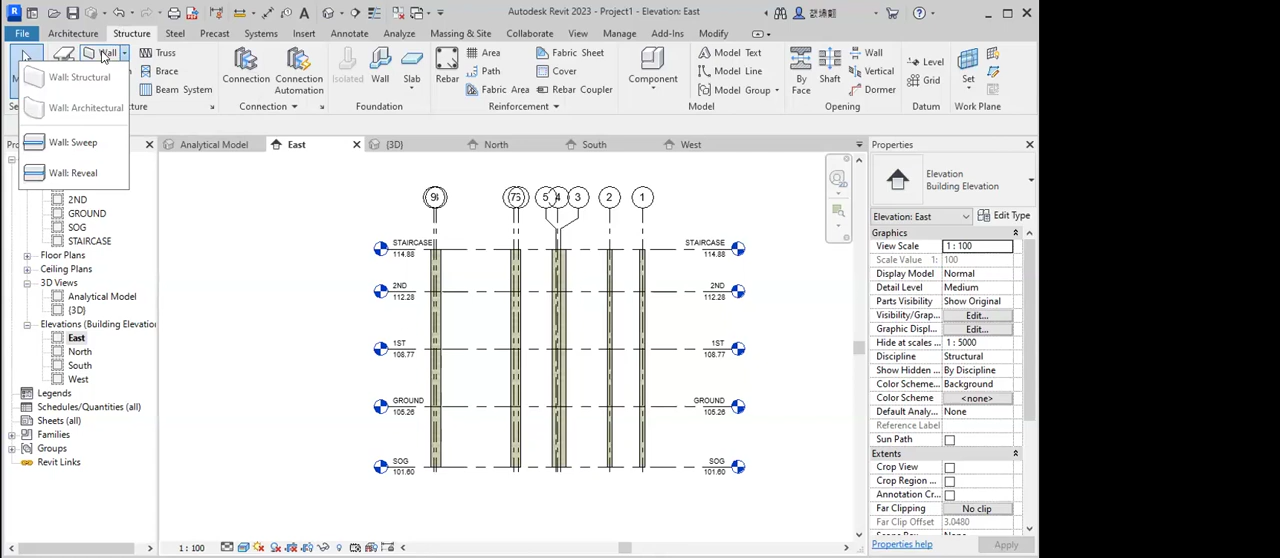 Autodesk Revit 2023 - Project1 - Elevation: East
File Architecture Structure Steel Precast Systems Insert Annotate Analyze Massing & Site Collaborate View Manage Add-Ins Modify
Wall
Wall: Structural
Wall: Architectural
Wall: Sweep
Wall: Reveal
Truss
Brace
Beam System
Connection
Connection Automation
Connection
Isolated
Wall
Slab
Foundation
Rebar
Area
Path
Fabric Area
Fabric Sheet
Cover
Rebar Coupler
Reinforcement
Component
Model Text
Model Line
Model Group
Model
By Face
Shaft
Wall
Vertical
Dormer
Opening
Level
Grid
Datum
Set
Work Plane
Analytical Model
East
{3D}
North
South
West
2ND
GROUND
SOG
STAIRCASE
Floor Plans
Ceiling Plans
3D Views
Analytical Model
{3D}
Elevations (Building Elevation
East
North
South
West
Legends
Schedules/Quantities (all)
Sheets (all)
Families
Groups
Revit Links
5 4 3 2 1
STAIRCASE
114.88
STAIRCASE
114.88
2ND
112.28
2ND
112.28
1ST
108.77
1ST
108.77
GROUND
105.26
GROUND
105.26
SOG
101.60
SOG
101.60
1 : 100
Properties
Elevation
Building Elevation
Elevation: East
Edit Type
Graphics
View Scale 1 : 100
Scale Value 1: 100
Display Model Normal
Detail Level Medium
Parts Visibility Show Original
Visibility/Grap... Edit...
Graphic Displ... Edit...
Hide at scales ... 1 : 5000
Discipline Structural
Show Hidden ... By Discipline
Color Scheme... Background
Color Scheme <none>
Default Analy... None
Reference Label
Sun Path
Extents
Crop View
Crop Region ...
Annotation Cr...
Far Clipping No clip
Far Clip Offset 3.0480
Properties help
Apply